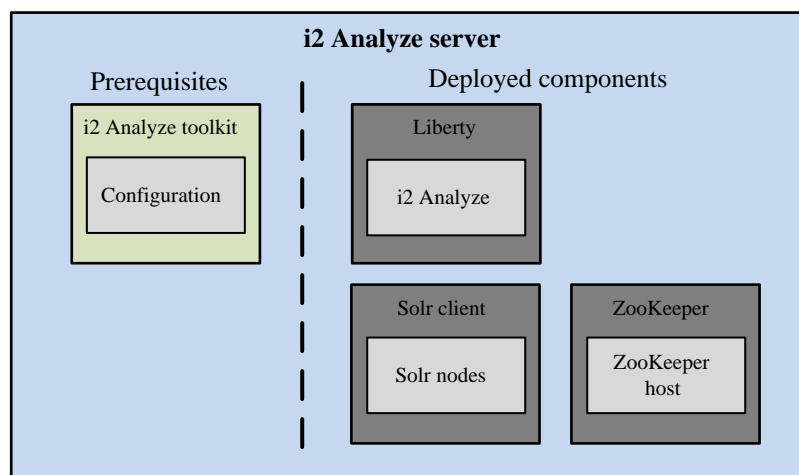 i2 Analyze server
Prerequisites
Deployed components
i2 Analyze toolkit
Configuration
Liberty
i2 Analyze
Solr client
Solr nodes
ZooKeeper
ZooKeeper
host